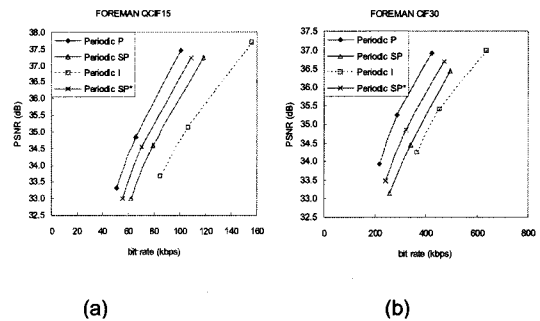 FOREMAN QCIF15
38.0
37.5
37.0
36.5
36.0
35.5
35.0
34.5
34.0
33.5
33.0
32.5
PSNR (dB)
Periodic P
Periodic SP
Periodic I
Periodic SP*
0 20 40 60 80 100 120 140 160
bit rate (kbps)
(a)
FOREMAN CIF30
37.5
37.0
36.5
36.0
35.5
35.0
34.5
34.0
33.5
33.0
32.5
PSNR (dB)
Periodic P
Periodic SP
Periodic I
Periodic SP*
0 200 400 600 800
bit rate (kbps)
(b)